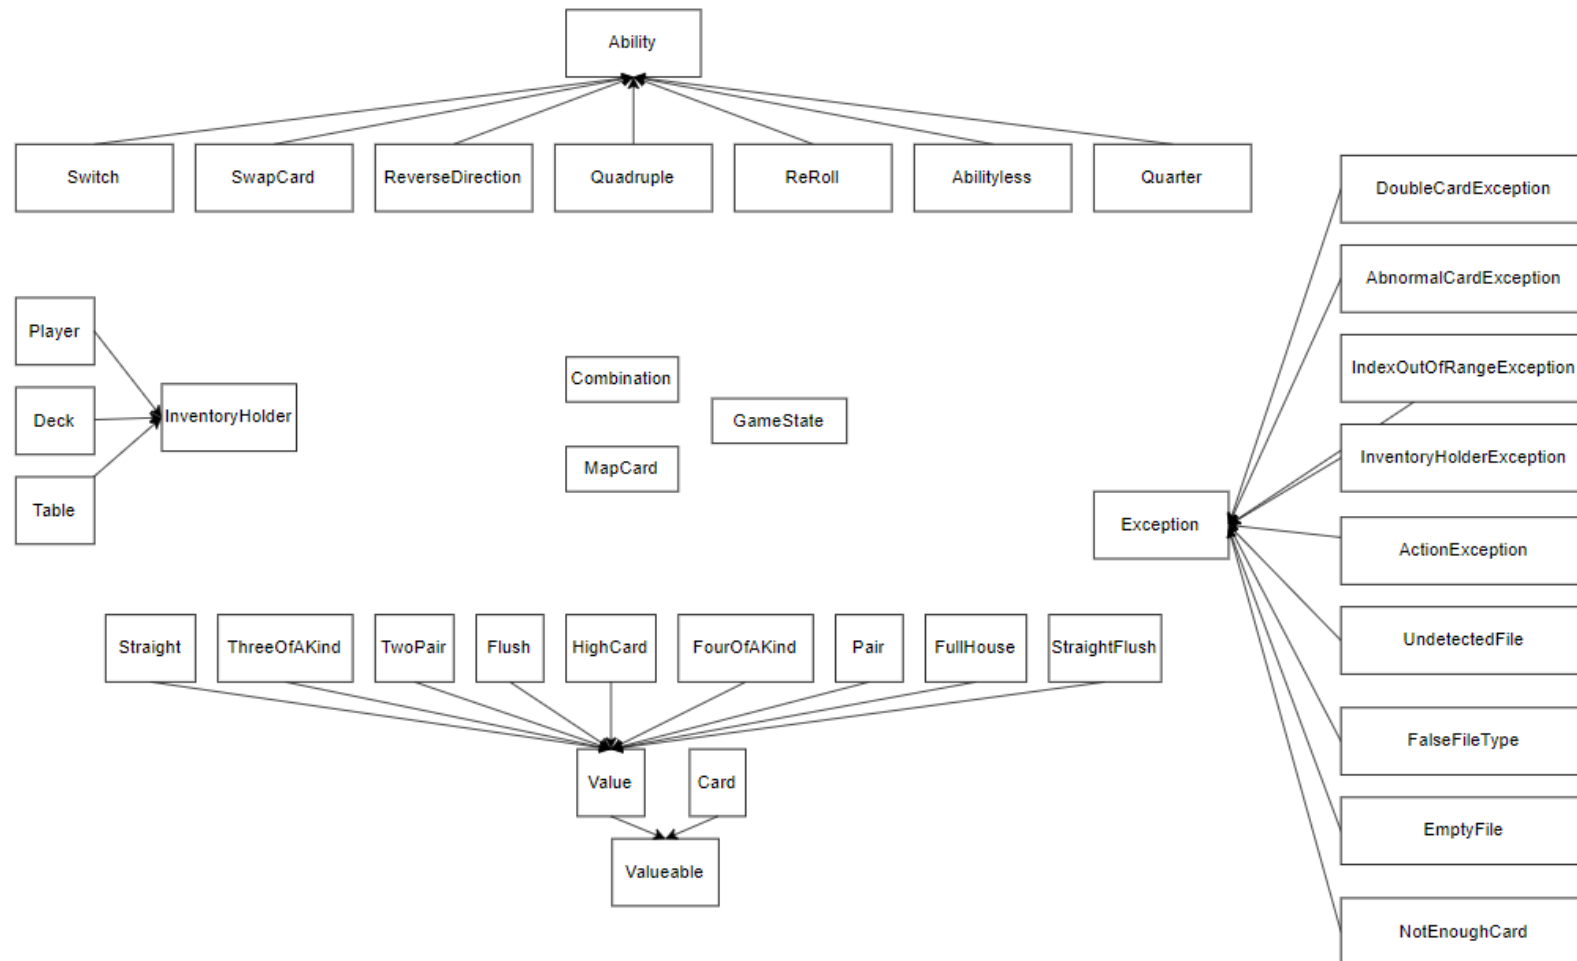 Ability
Switch
SwapCard
ReverseDirection
Quadruple
ReRoll
Abilityless
Quarter
DoubleCardException
AbnormalCardException
IndexOutOfRangeException
InventoryHolderException
ActionException
UndetectedFile
FalseFileType
EmptyFile
NotEnoughCard
Exception
Player
Deck
Table
InventoryHolder
Combination
GameState
MapCard
Straight
ThreeOfAKind
TwoPair
Flush
HighCard
FourOfAKind
Pair
FullHouse
StraightFlush
Value
Card
Valueable